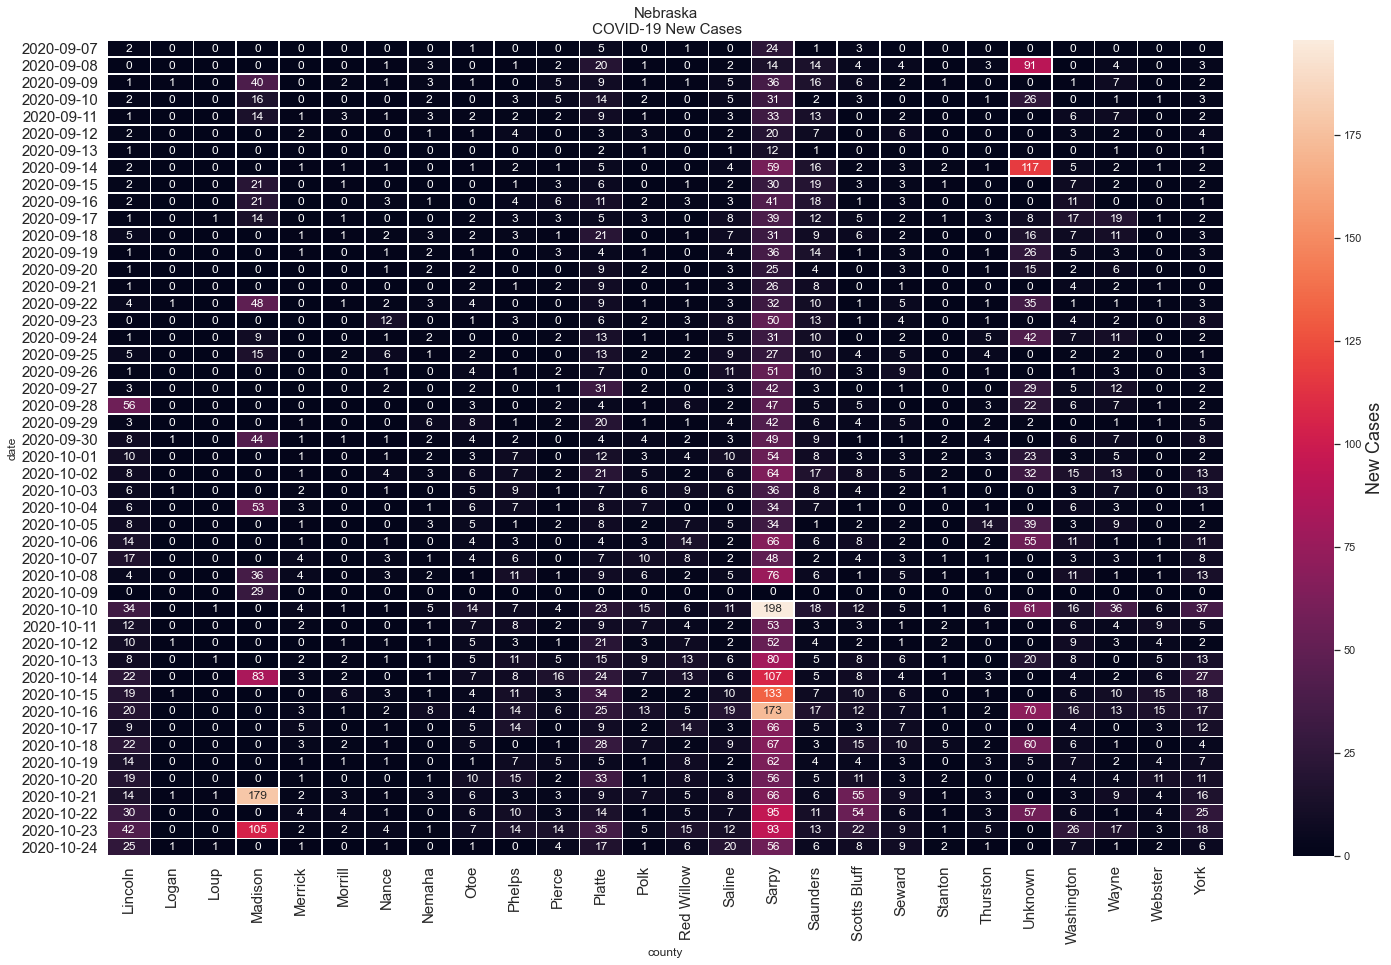 Nebraska
COVID-19 New Cases
2020-09-07 2 0 0 0 0 0 0 0 1 0 0 5 0 1 0 24 1 3 0 0 0 0 0 0 0 0
2020-09-08 0 0 0 0 0 0 1 3 0 1 2 20 1 0 2 14 14 4 4 0 3 91 0 4 0 3
2020-09-09 1 1 0 40 0 2 1 3 1 0 5 9 1 1 5 36 16 6 2 1 0 0 1 7 0 2
2020-09-10 2 0 0 16 0 0 0 2 0 3 5 14 2 0 5 31 2 3 0 0 1 26 0 1 1 3
2020-09-11 1 0 0 14 1 3 1 3 2 2 2 9 1 0 3 33 13 0 2 0 0 0 6 7 0 2
2020-09-12 2 0 0 0 2 0 0 1 1 4 0 3 3 0 2 20 7 0 6 0 0 0 3 2 0 4
2020-09-13 1 0 0 0 0 0 0 0 0 0 0 2 1 0 1 12 1 0 0 0 0 0 0 1 0 1
2020-09-14 2 0 0 0 1 1 1 0 1 2 1 5 0 0 4 59 16 2 3 2 1 117 5 2 1 2
2020-09-15 2 0 0 21 0 1 0 0 0 1 3 6 0 1 2 30 19 3 3 1 0 0 7 2 0 2
2020-09-16 2 0 0 21 0 0 3 1 0 4 6 11 2 3 3 41 18 1 3 0 0 0 11 0 0 1
2020-09-17 1 0 1 14 0 1 0 0 2 3 3 5 3 0 8 39 12 5 2 1 3 8 17 19 1 2
2020-09-18 5 0 0 0 1 1 2 3 2 3 1 21 0 1 7 31 9 6 2 0 0 16 7 11 0 3
2020-09-19 1 0 0 0 1 0 1 2 1 0 3 4 1 0 4 36 14 1 3 0 1 26 5 3 0 3
2020-09-20 1 0 0 0 0 0 1 2 2 0 0 9 2 0 3 25 4 0 3 0 1 15 2 6 0 0
2020-09-21 1 0 0 0 0 0 0 0 2 1 2 9 0 1 3 26 8 0 1 0 0 0 4 2 1 0
2020-09-22 4 1 0 48 0 1 2 3 4 0 0 9 1 1 3 32 10 1 5 0 1 35 1 1 1 3
2020-09-23 0 0 0 0 0 0 12 0 1 3 0 6 2 3 8 50 13 1 4 0 1 0 4 2 0 8
2020-09-24 1 0 0 9 0 0 1 2 0 0 2 13 1 1 5 31 10 0 2 0 5 42 7 11 0 2
2020-09-25 5 0 0 15 0 2 6 1 2 0 0 13 2 2 9 27 10 4 5 0 4 0 2 2 0 1
2020-09-26 1 0 0 0 0 0 1 0 4 1 2 7 0 0 11 51 10 3 9 0 1 0 1 3 0 3
2020-09-27 3 0 0 0 0 0 2 0 2 0 1 31 2 0 3 42 3 0 1 0 0 29 5 12 0 2
2020-09-28 56 0 0 0 0 0 0 0 3 0 2 4 1 6 2 47 5 5 0 0 3 22 6 7 1 2
2020-09-29 3 0 0 0 1 0 0 6 8 1 2 20 1 1 4 42 6 4 5 0 2 2 0 1 1 5
2020-09-30 8 1 0 44 1 1 1 2 4 2 0 4 4 2 3 49 9 1 1 2 4 0 6 7 0 8
2020-10-01 10 0 0 0 1 0 1 2 3 7 0 12 3 4 10 54 8 3 3 2 3 23 3 5 0 2
2020-10-02 8 0 0 0 1 0 4 3 6 7 2 21 5 2 6 64 17 8 5 2 0 32 15 13 0 13
2020-10-03 6 1 0 0 2 0 1 0 5 9 1 7 6 9 6 36 8 4 2 1 0 0 3 7 0 13
2020-10-04 6 0 0 53 3 0 0 1 6 7 1 8 7 0 0 34 7 1 0 0 1 0 6 3 0 1
2020-10-05 8 0 0 0 1 0 0 3 5 1 2 8 2 7 5 34 1 2 2 0 14 39 3 9 0 2
2020-10-06 14 0 0 0 1 0 1 0 4 3 0 4 3 14 2 66 6 8 2 0 2 55 11 1 1 11
2020-10-07 17 0 0 0 4 0 3 1 4 6 0 7 10 8 2 48 2 4 3 1 1 0 3 3 1 8
2020-10-08 4 0 0 36 4 0 3 2 1 11 1 9 6 2 5 76 6 1 5 1 1 0 11 1 1 13
2020-10-09 0 0 0 29 0 0 0 0 0 0 0 0 0 0 0 0 0 0 0 0 0 0 0 0 0 0
2020-10-10 34 0 1 0 4 1 1 5 14 7 4 23 15 6 11 198 18 12 5 1 6 61 16 36 6 37
2020-10-11 12 0 0 0 2 0 0 1 7 8 2 9 7 4 2 53 3 3 1 2 1 0 6 4 9 5
2020-10-12 10 1 0 0 0 1 1 1 5 3 1 21 3 7 2 52 4 2 1 2 0 0 9 3 4 2
2020-10-13 8 0 1 0 2 2 1 1 5 11 5 15 9 13 6 80 5 8 6 1 0 20 8 0 5 13
2020-10-14 22 0 0 83 3 2 0 1 7 8 16 24 7 13 6 107 5 8 4 1 3 0 4 2 6 27
2020-10-15 19 1 0 0 0 6 3 1 4 11 3 34 2 2 10 133 7 10 6 0 1 0 6 10 15 18
2020-10-16 20 0 0 0 3 1 2 8 4 14 6 25 13 5 19 173 17 12 7 1 2 70 16 13 15 17
2020-10-17 9 0 0 0 5 0 1 0 5 14 0 9 2 14 3 66 5 3 7 0 0 0 4 0 3 12
2020-10-18 22 0 0 0 3 2 1 0 5 0 1 28 7 2 9 67 3 15 10 5 2 60 6 1 0 4
2020-10-19 14 0 0 0 1 1 1 0 1 7 5 5 0 8 2 62 4 4 3 0 3 5 7 2 4 7
2020-10-20 19 0 0 0 1 0 0 1 10 15 2 33 1 8 3 56 5 11 3 2 0 0 4 4 11 11
2020-10-21 14 1 1 179 2 3 1 3 6 3 3 9 7 5 8 66 6 55 9 1 3 0 3 9 4 16
2020-10-22 30 0 0 0 4 4 1 0 6 10 3 14 1 5 7 95 11 54 6 1 3 57 6 1 4 25
2020-10-23 42 0 0 105 2 2 4 1 7 14 14 35 5 15 12 93 13 22 9 1 5 0 26 17 3 18
2020-10-24 25 1 1 0 1 0 1 0 1 0 4 17 1 6 20 56 6 8 9 2 1 0 7 1 2 6
Lincoln Logan Loup Madison Merrick Morrill Nance Nemaha Otoe Phelps Pierce Platte Polk Red Willow Saline Sarpy Saunders Scotts Bluff Seward Stanton Thurston Unknown Washington Wayne Webster York
county
date
175
150
125
100
75
50
25
0
New Cases